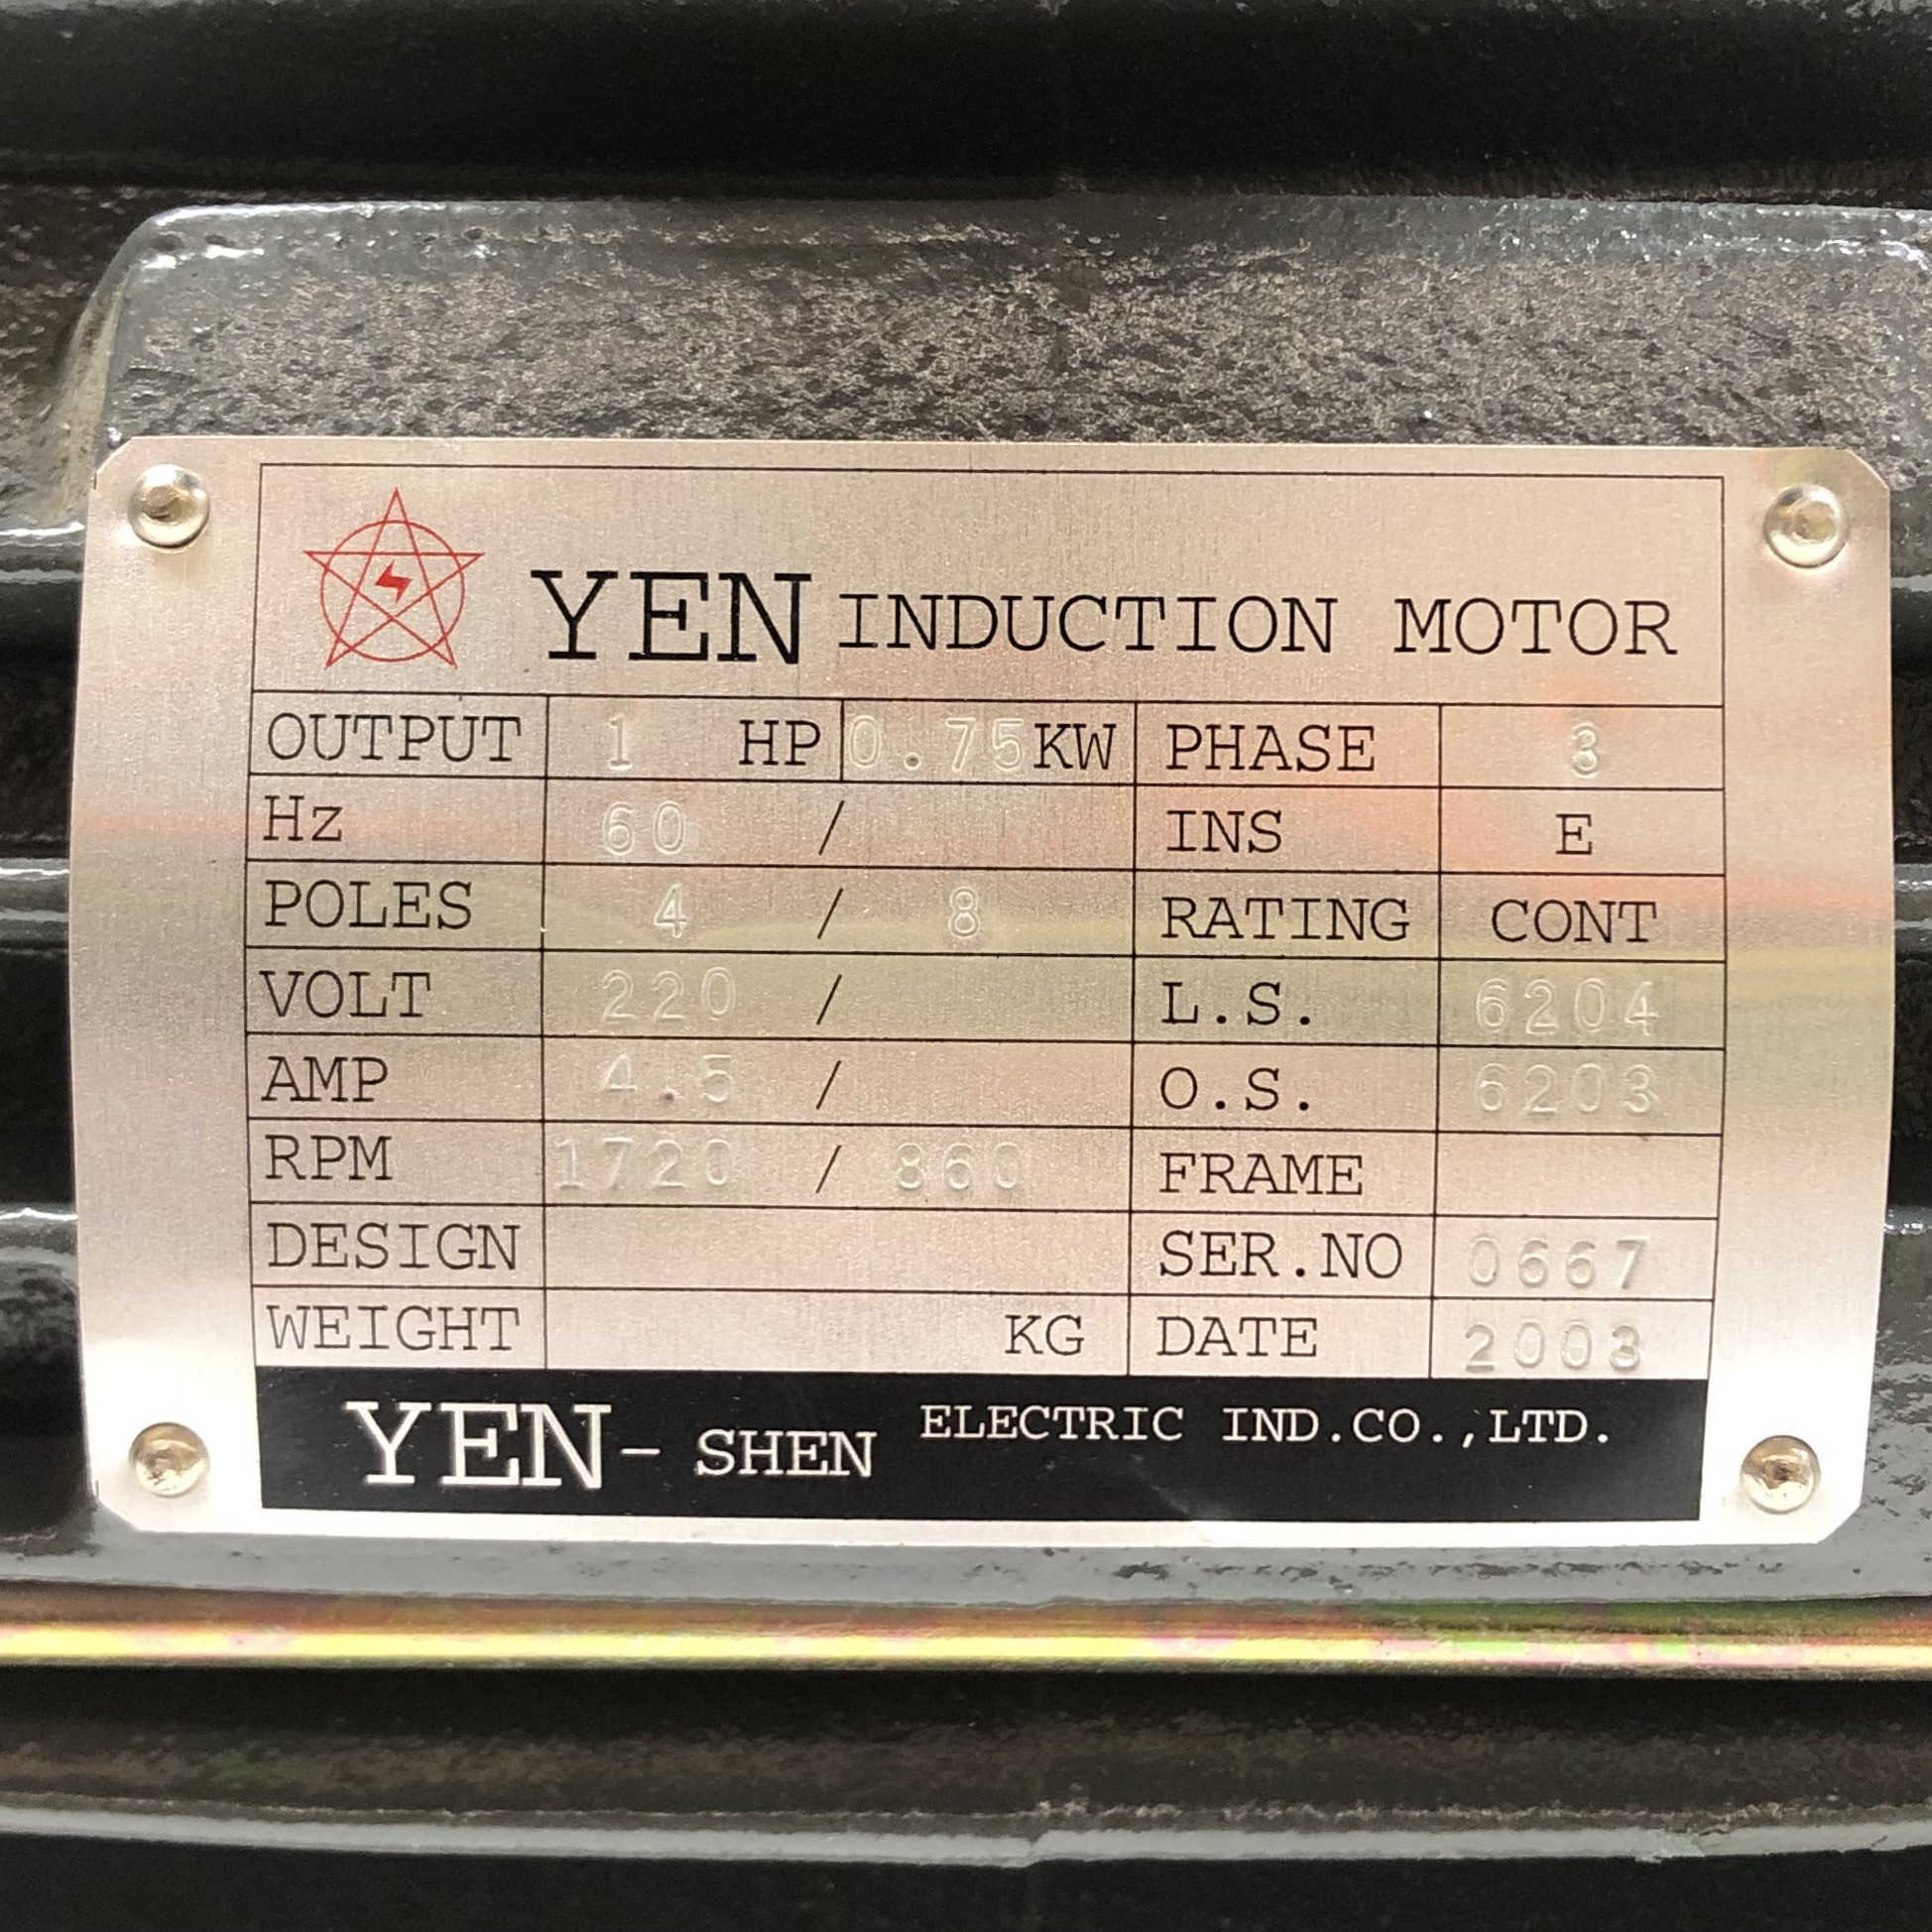 YEN INDUCTION MOTOR
OUTPUT 1 HP 0.75 KW PHASE 3
Hz 60 / INS E
POLES 4 / 8 RATING CONT
VOLT 220 / L.S. 6204
AMP 4.5 / O.S. 6203
RPM 1720 / 860 FRAME
DESIGN SER.NO 0667
WEIGHT KG DATE 2003
YEN- SHEN ELECTRIC IND.CO.,LTD.